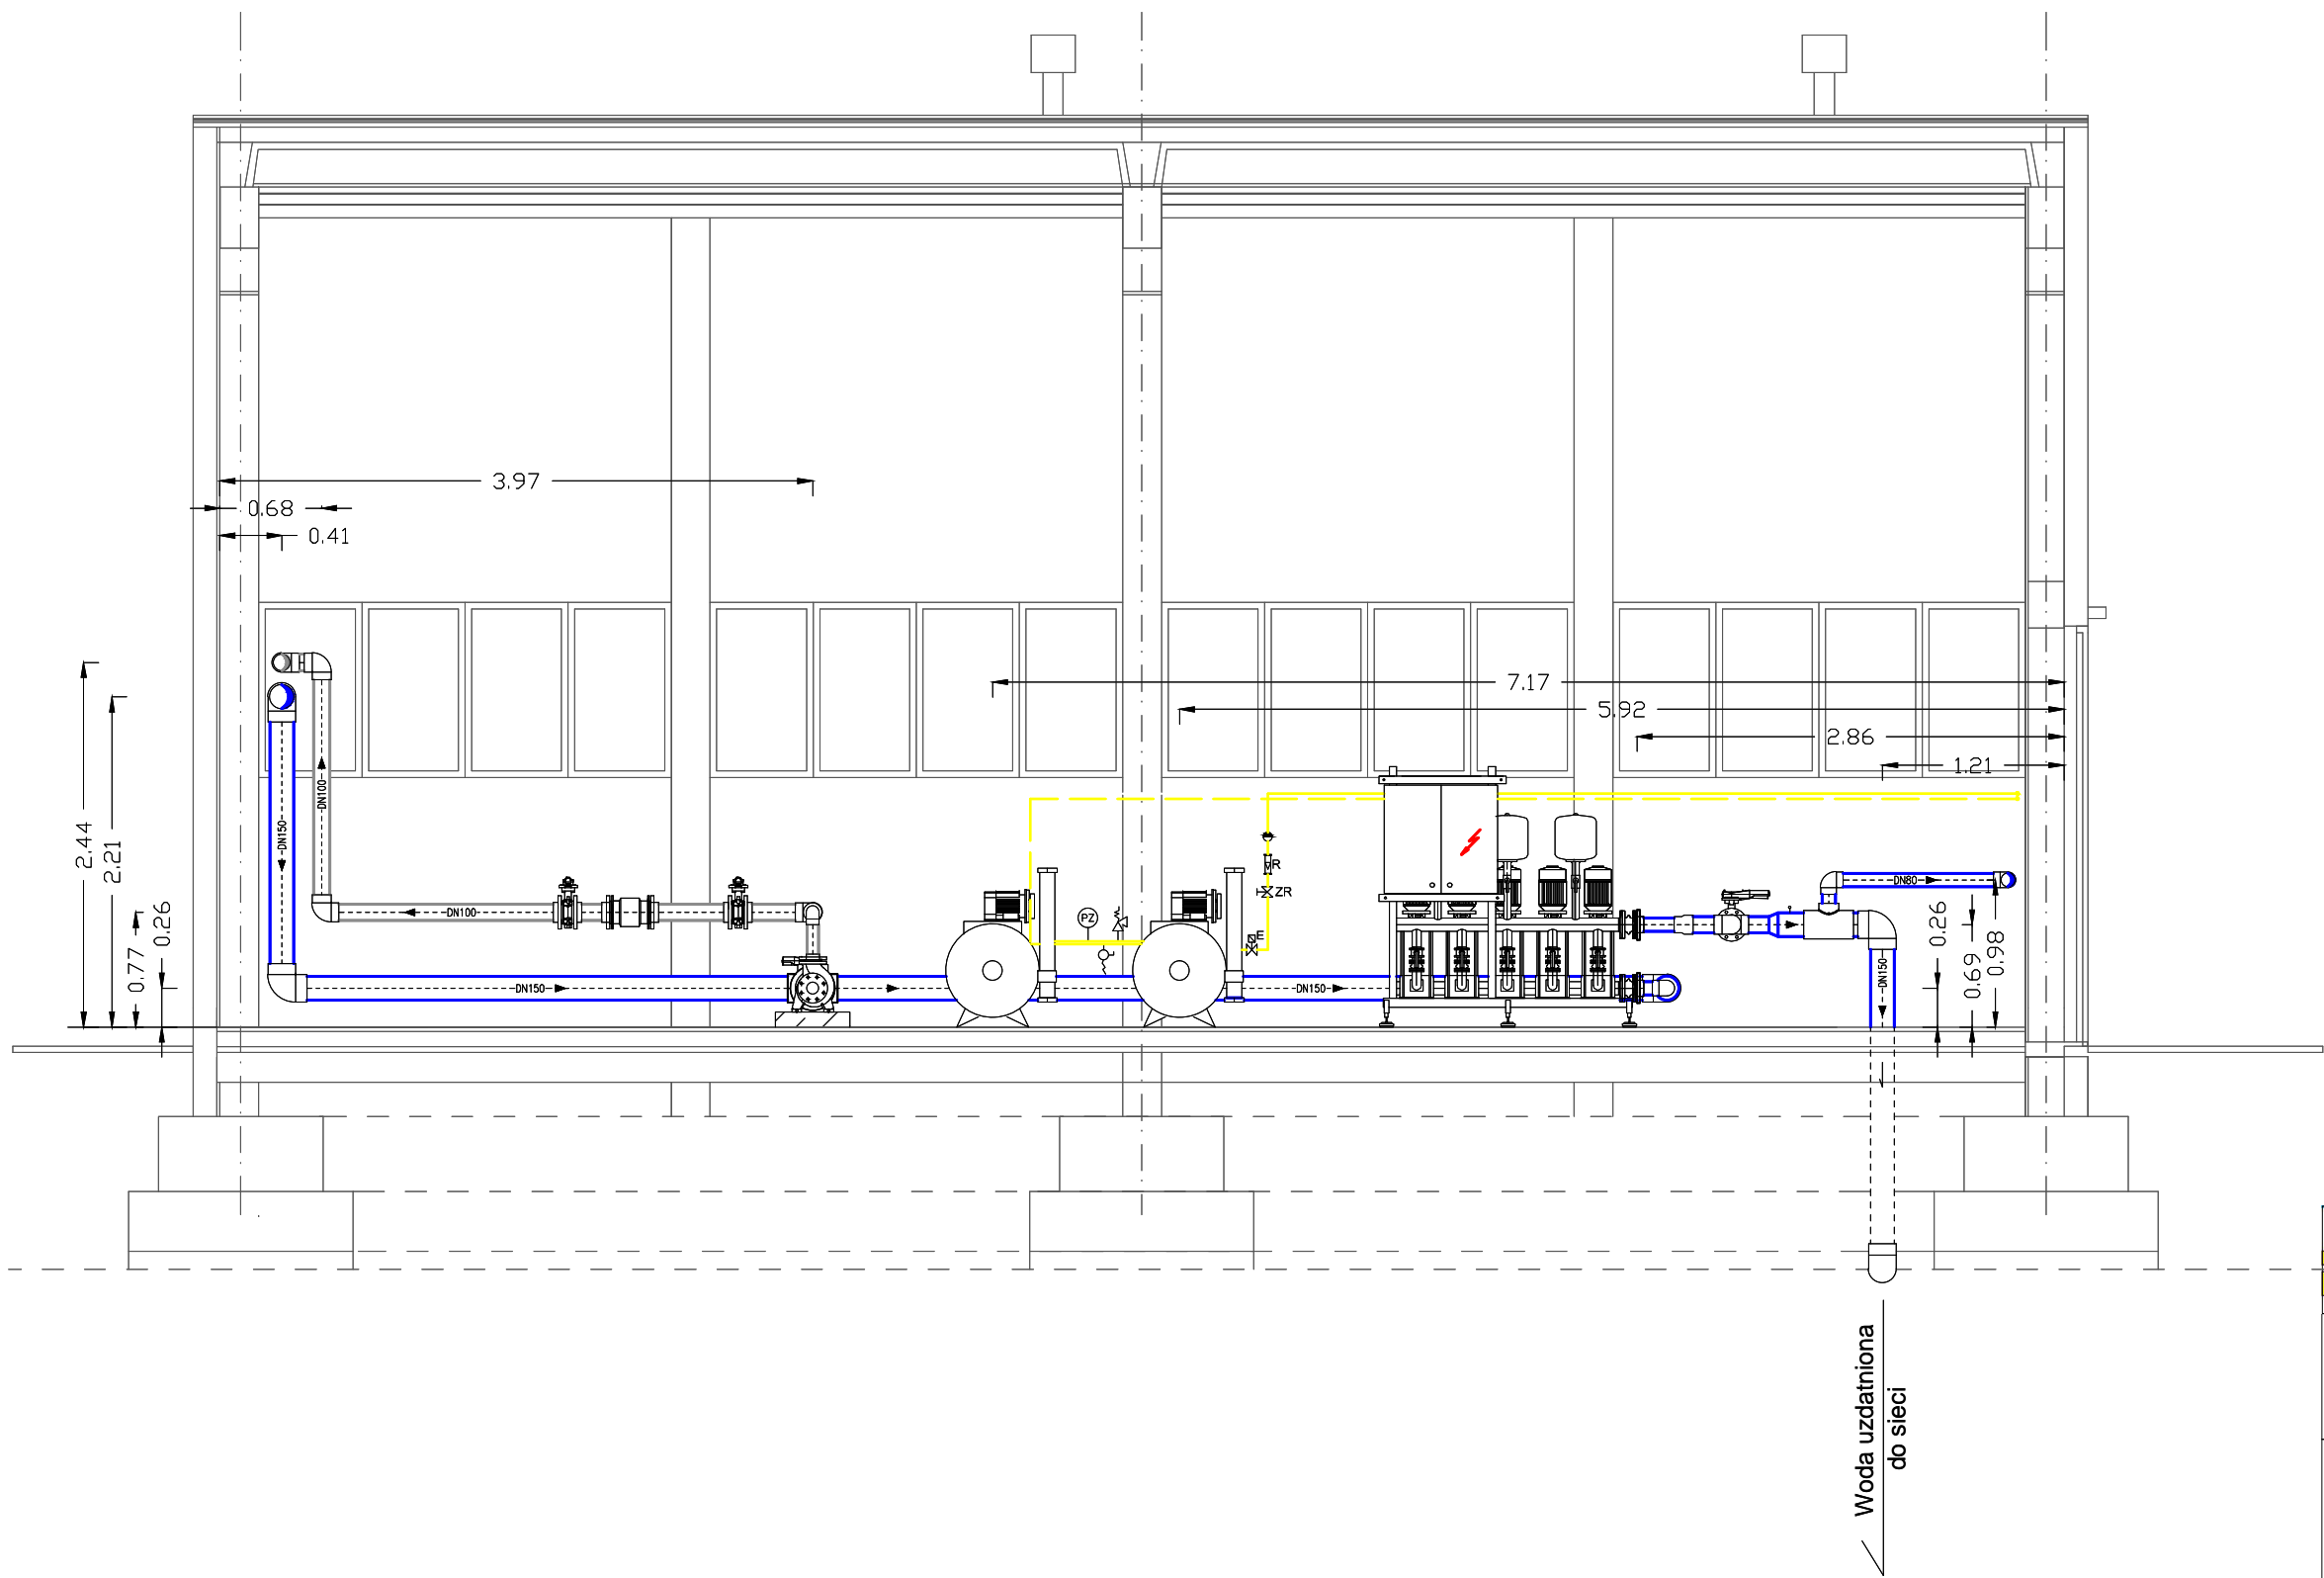 3.97
0.68
0.41
7.17
5.92
2.86
1.21
2.44
2.21
0.77
0.26
DN150
DN100
DN100
DN150
PZ
R
ZR
E
DN150
DN80
0.26
0.69
0.98
DN150
Woda uzdatniona
do sieci